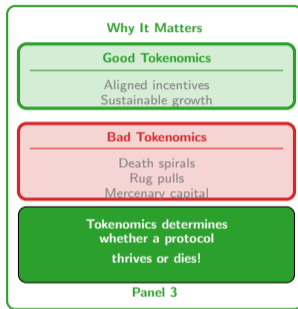 Why It Matters
Good Tokenomics
Aligned incentives
Sustainable growth
Bad Tokenomics
Death spirals
Rug pulls
Mercenary capital
Tokenomics determines
whether a protocol
thrives or dies!
Panel 3